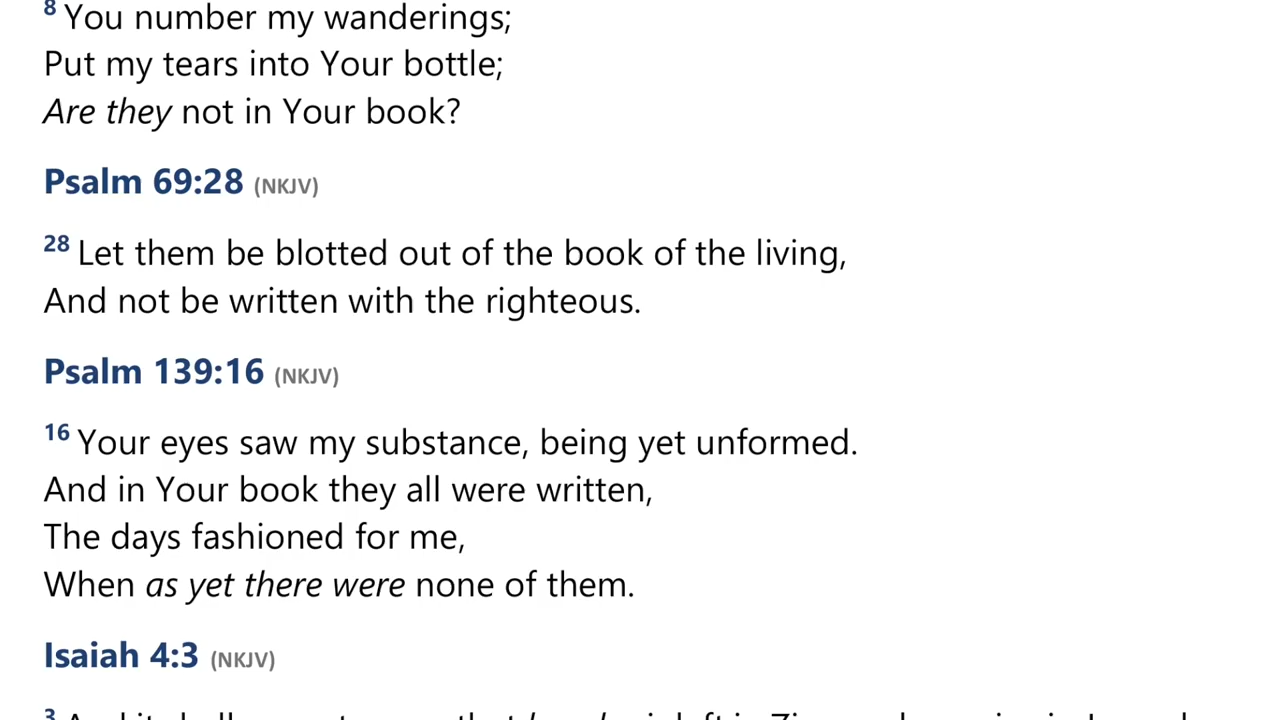 8 You number my wanderings;
Put my tears into Your bottle;
Are they not in Your book?
Psalm 69:28 (NKJV)
28 Let them be blotted out of the book of the living,
And not be written with the righteous.
Psalm 139:16 (NKJV)
16 Your eyes saw my substance, being yet unformed.
And in Your book they all were written,
The days fashioned for me,
When as yet there were none of them.
Isaiah 4:3 (NKJV)
3